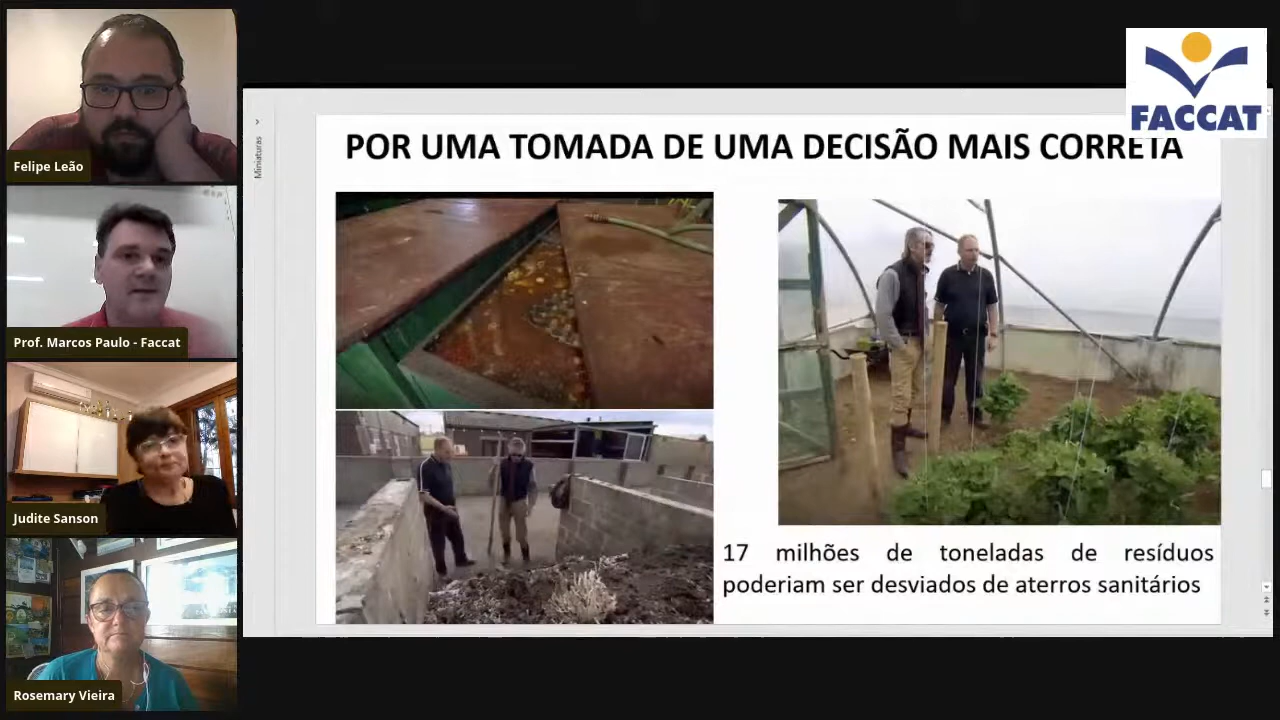 Felipe Leão
Prof. Marcos Paulo - Faccat
Judite Sanson
Rosemary Vieira
Miniaturas
FACCAT
POR UMA TOMADA DE UMA DECISÃO MAIS CORRETA
17 milhões de toneladas de resíduos
poderiam ser desviados de aterros sanitários